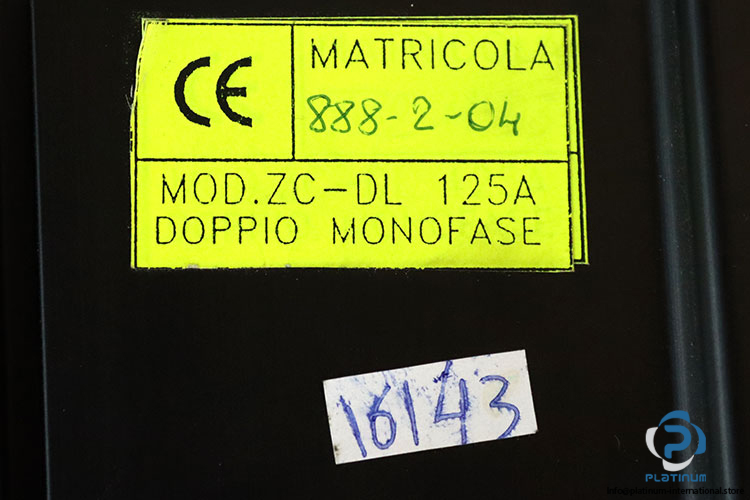 CE
MATRICOLA
888-2-04
MOD.ZC-DL 125A
DOPPIO MONOFASE
16143
PLATINUM